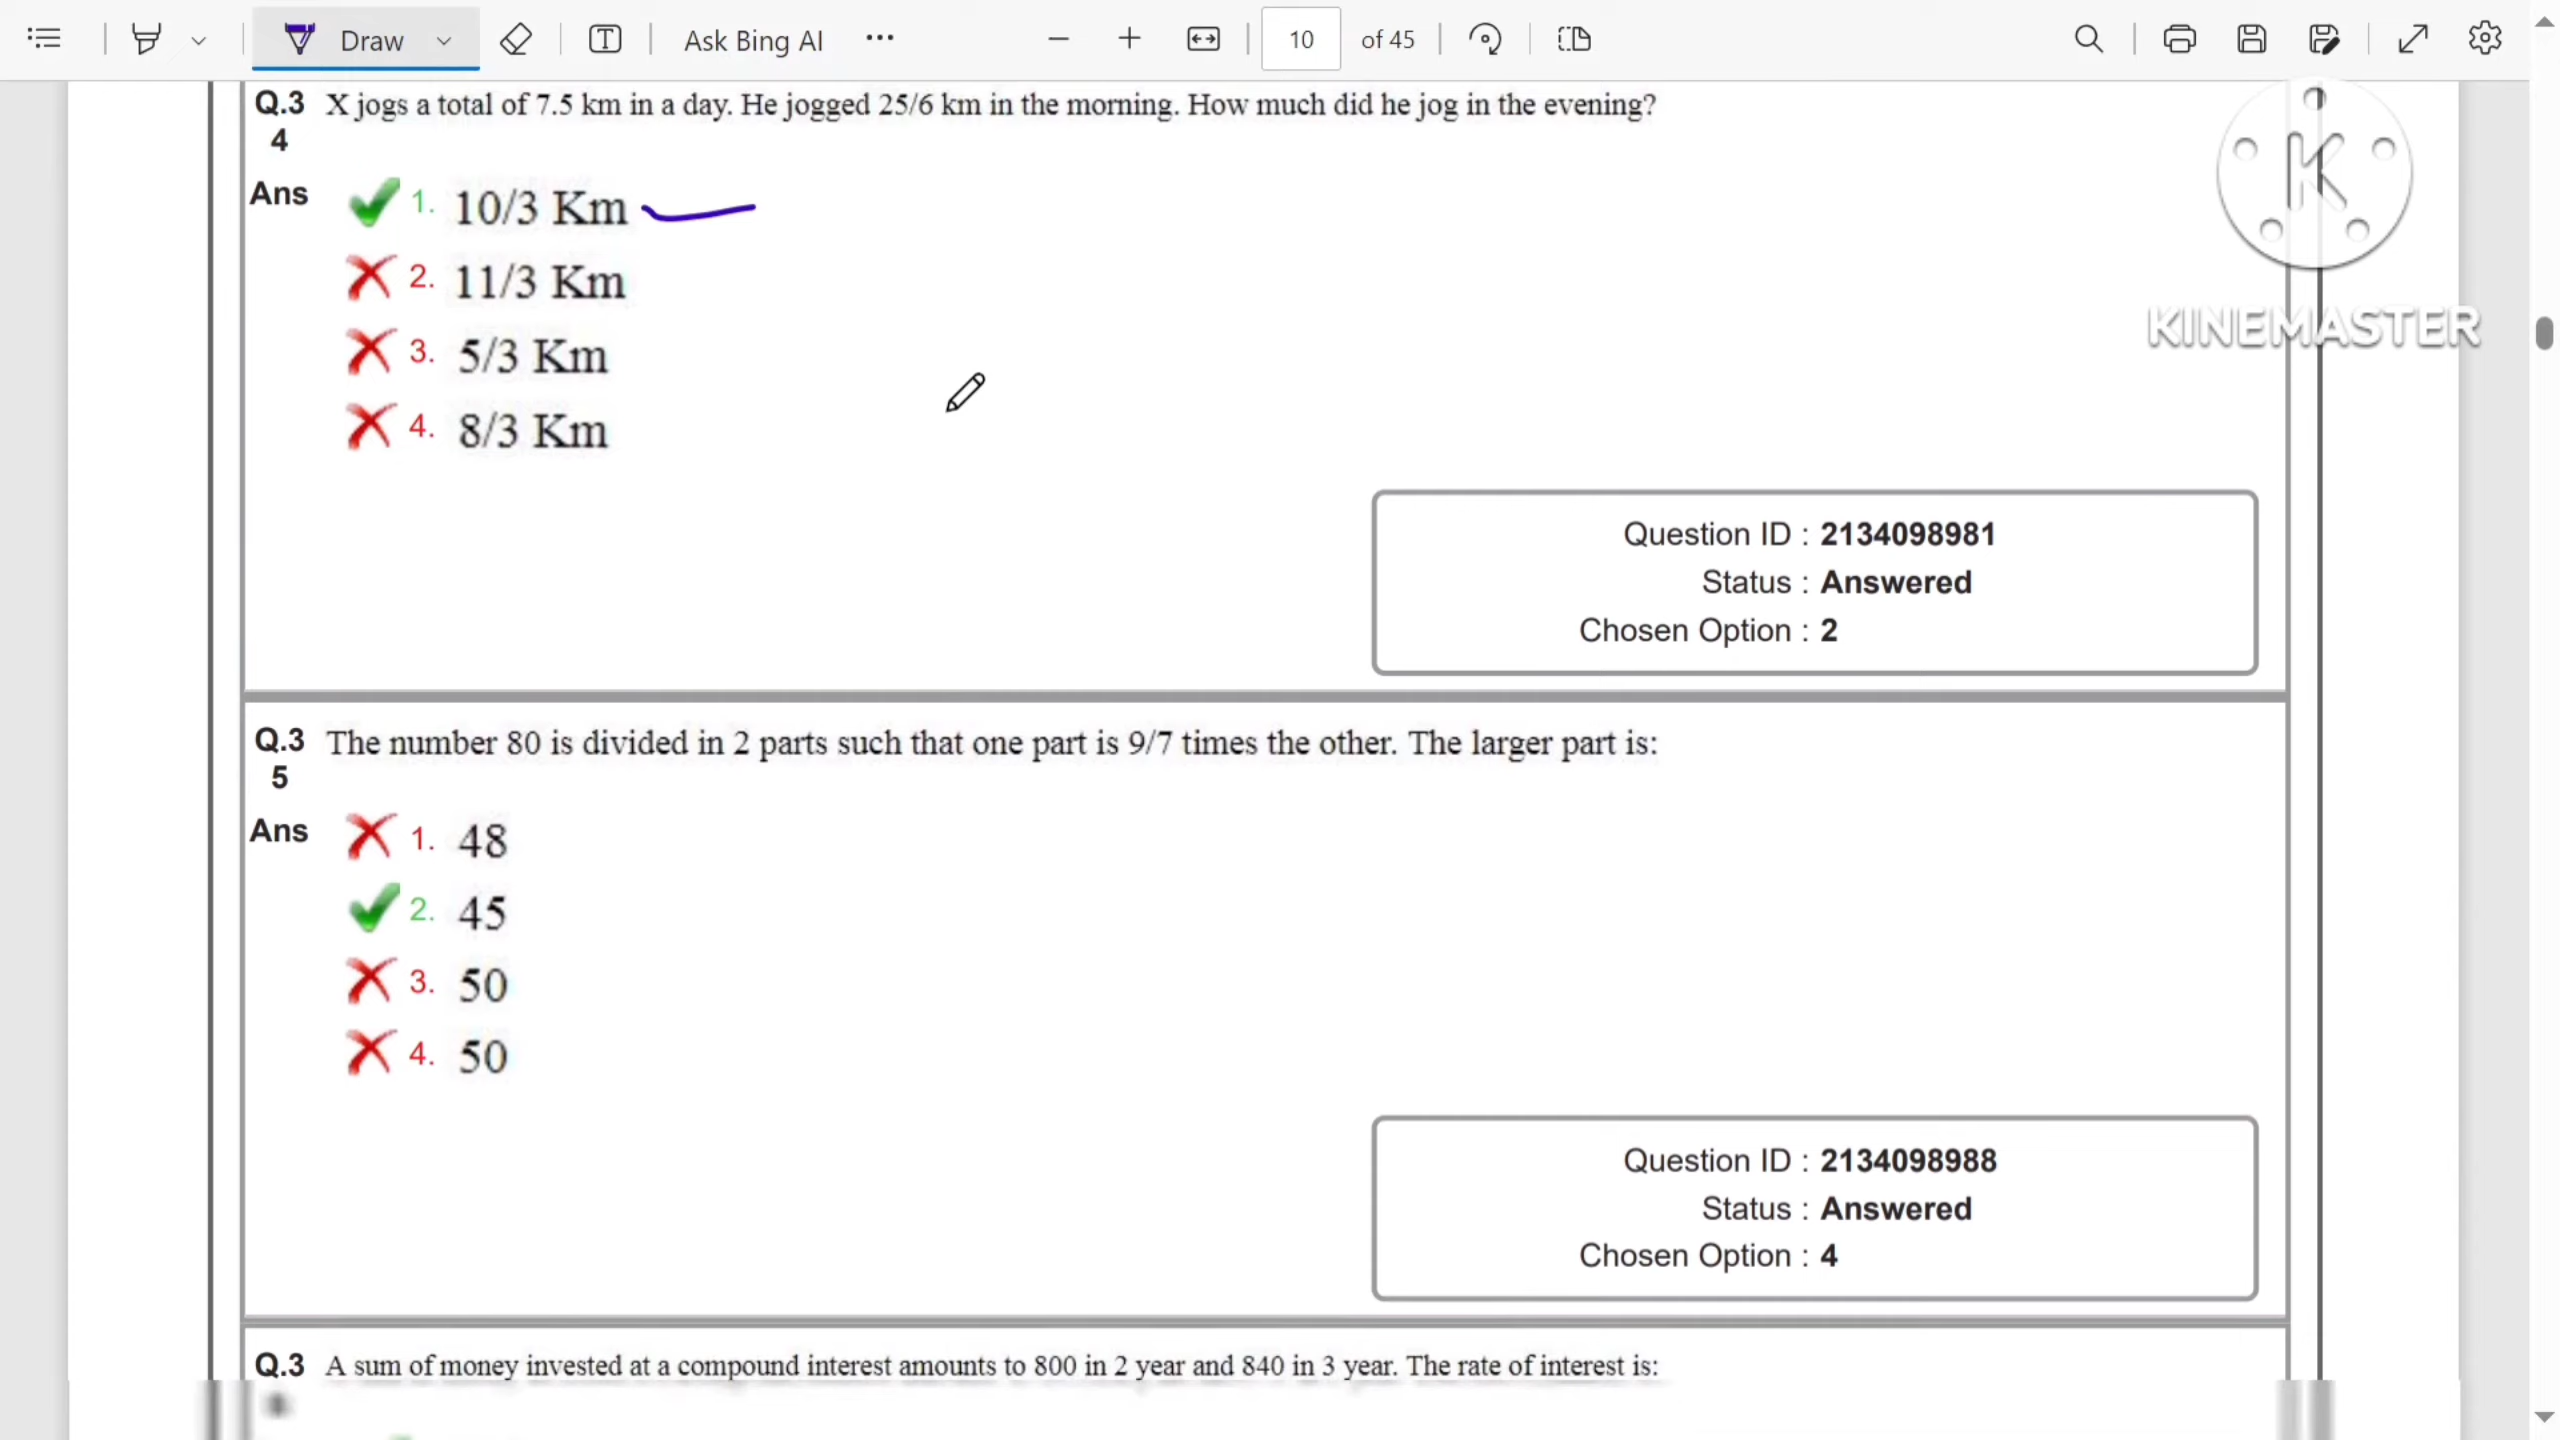 Draw
Ask Bing AI
10 of 45
Q.3 X jogs a total of 7.5 km in a day. He jogged 25/6 km in the morning. How much did he jog in the evening?
4
Ans 1. 10/3 Km
2. 11/3 Km
3. 5/3 Km
4. 8/3 Km
K
KINEMASTER
Question ID : 2134098981
Status : Answered
Chosen Option : 2
Q.3 The number 80 is divided in 2 parts such that one part is 9/7 times the other. The larger part is:
5
Ans 1. 48
2. 45
3. 50
4. 50
Question ID : 2134098988
Status : Answered
Chosen Option : 4
Q.3 A sum of money invested at a compound interest amounts to 800 in 2 year and 840 in 3 year. The rate of interest is: